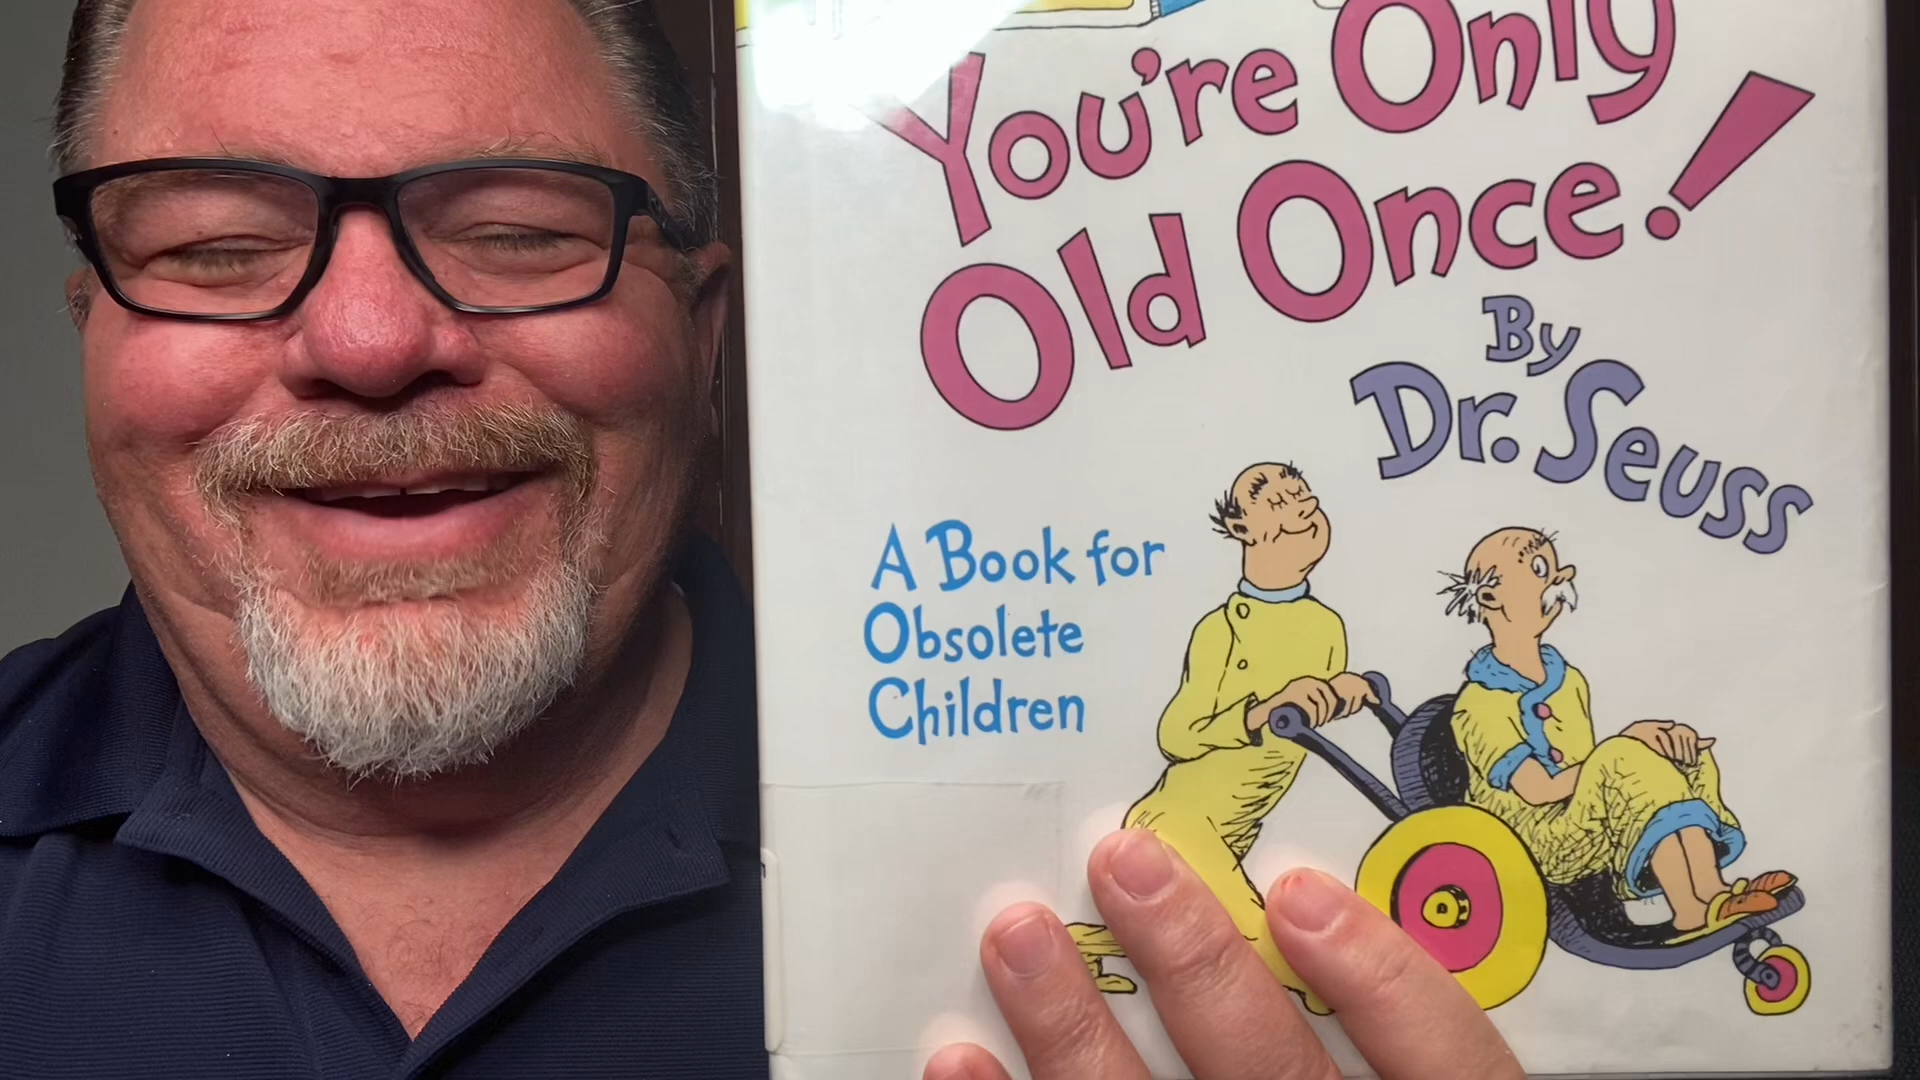 You're Only
Old Once!
By
Dr. Seuss
A Book for
Obsolete
Children